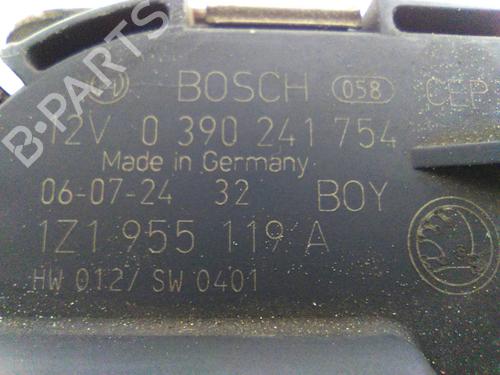 BOSCH 058 CEP
12V 0 390 241 754
Made in Germany
06-07-24 32 BOY
1Z1 955 119 A
HW 012/ SW 0401
B-PARTS